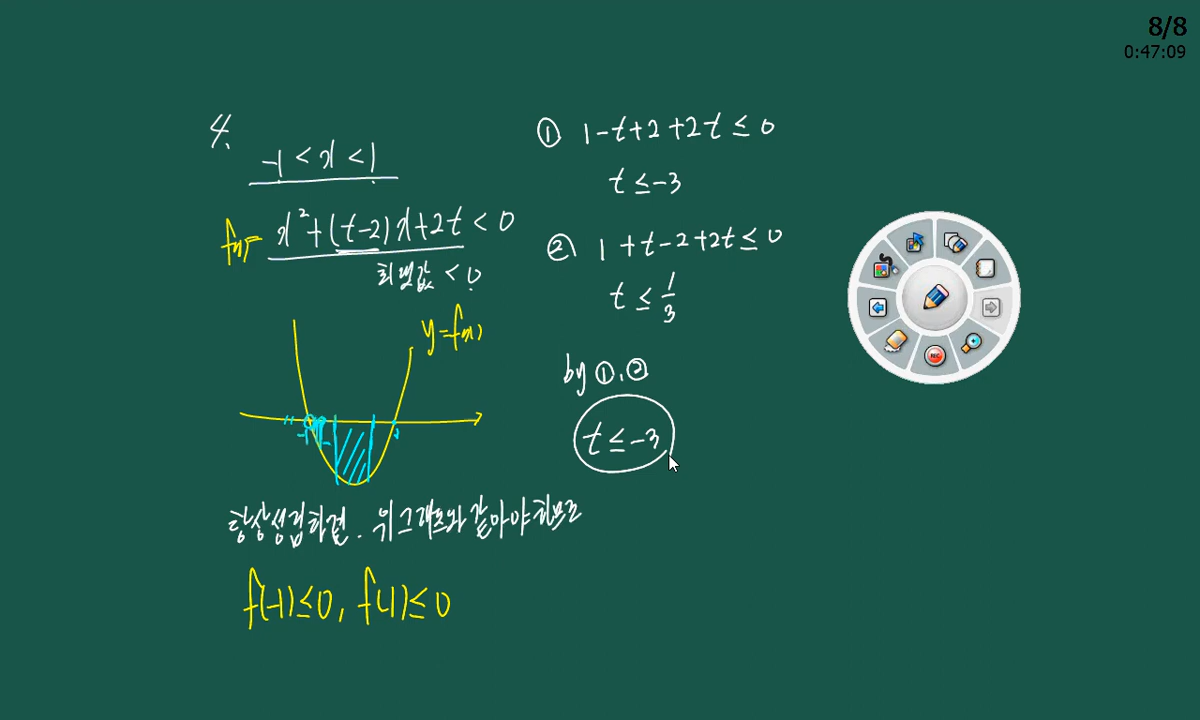 8/8
0:47:09
4.
-1 < x < 1
f(x)= x²+(t-2)x+2t < 0
최댓값 < 0
y=f(x)
-1 1
항상성립하려면. 위 그래프와 같아야 하므로
f(-1)≤0, f(1)≤0
① 1-t+2+2t ≤ 0
t ≤ -3
② 1+t-2+2t ≤ 0
t ≤ 1/3
by ①, ②
t ≤ -3
REC